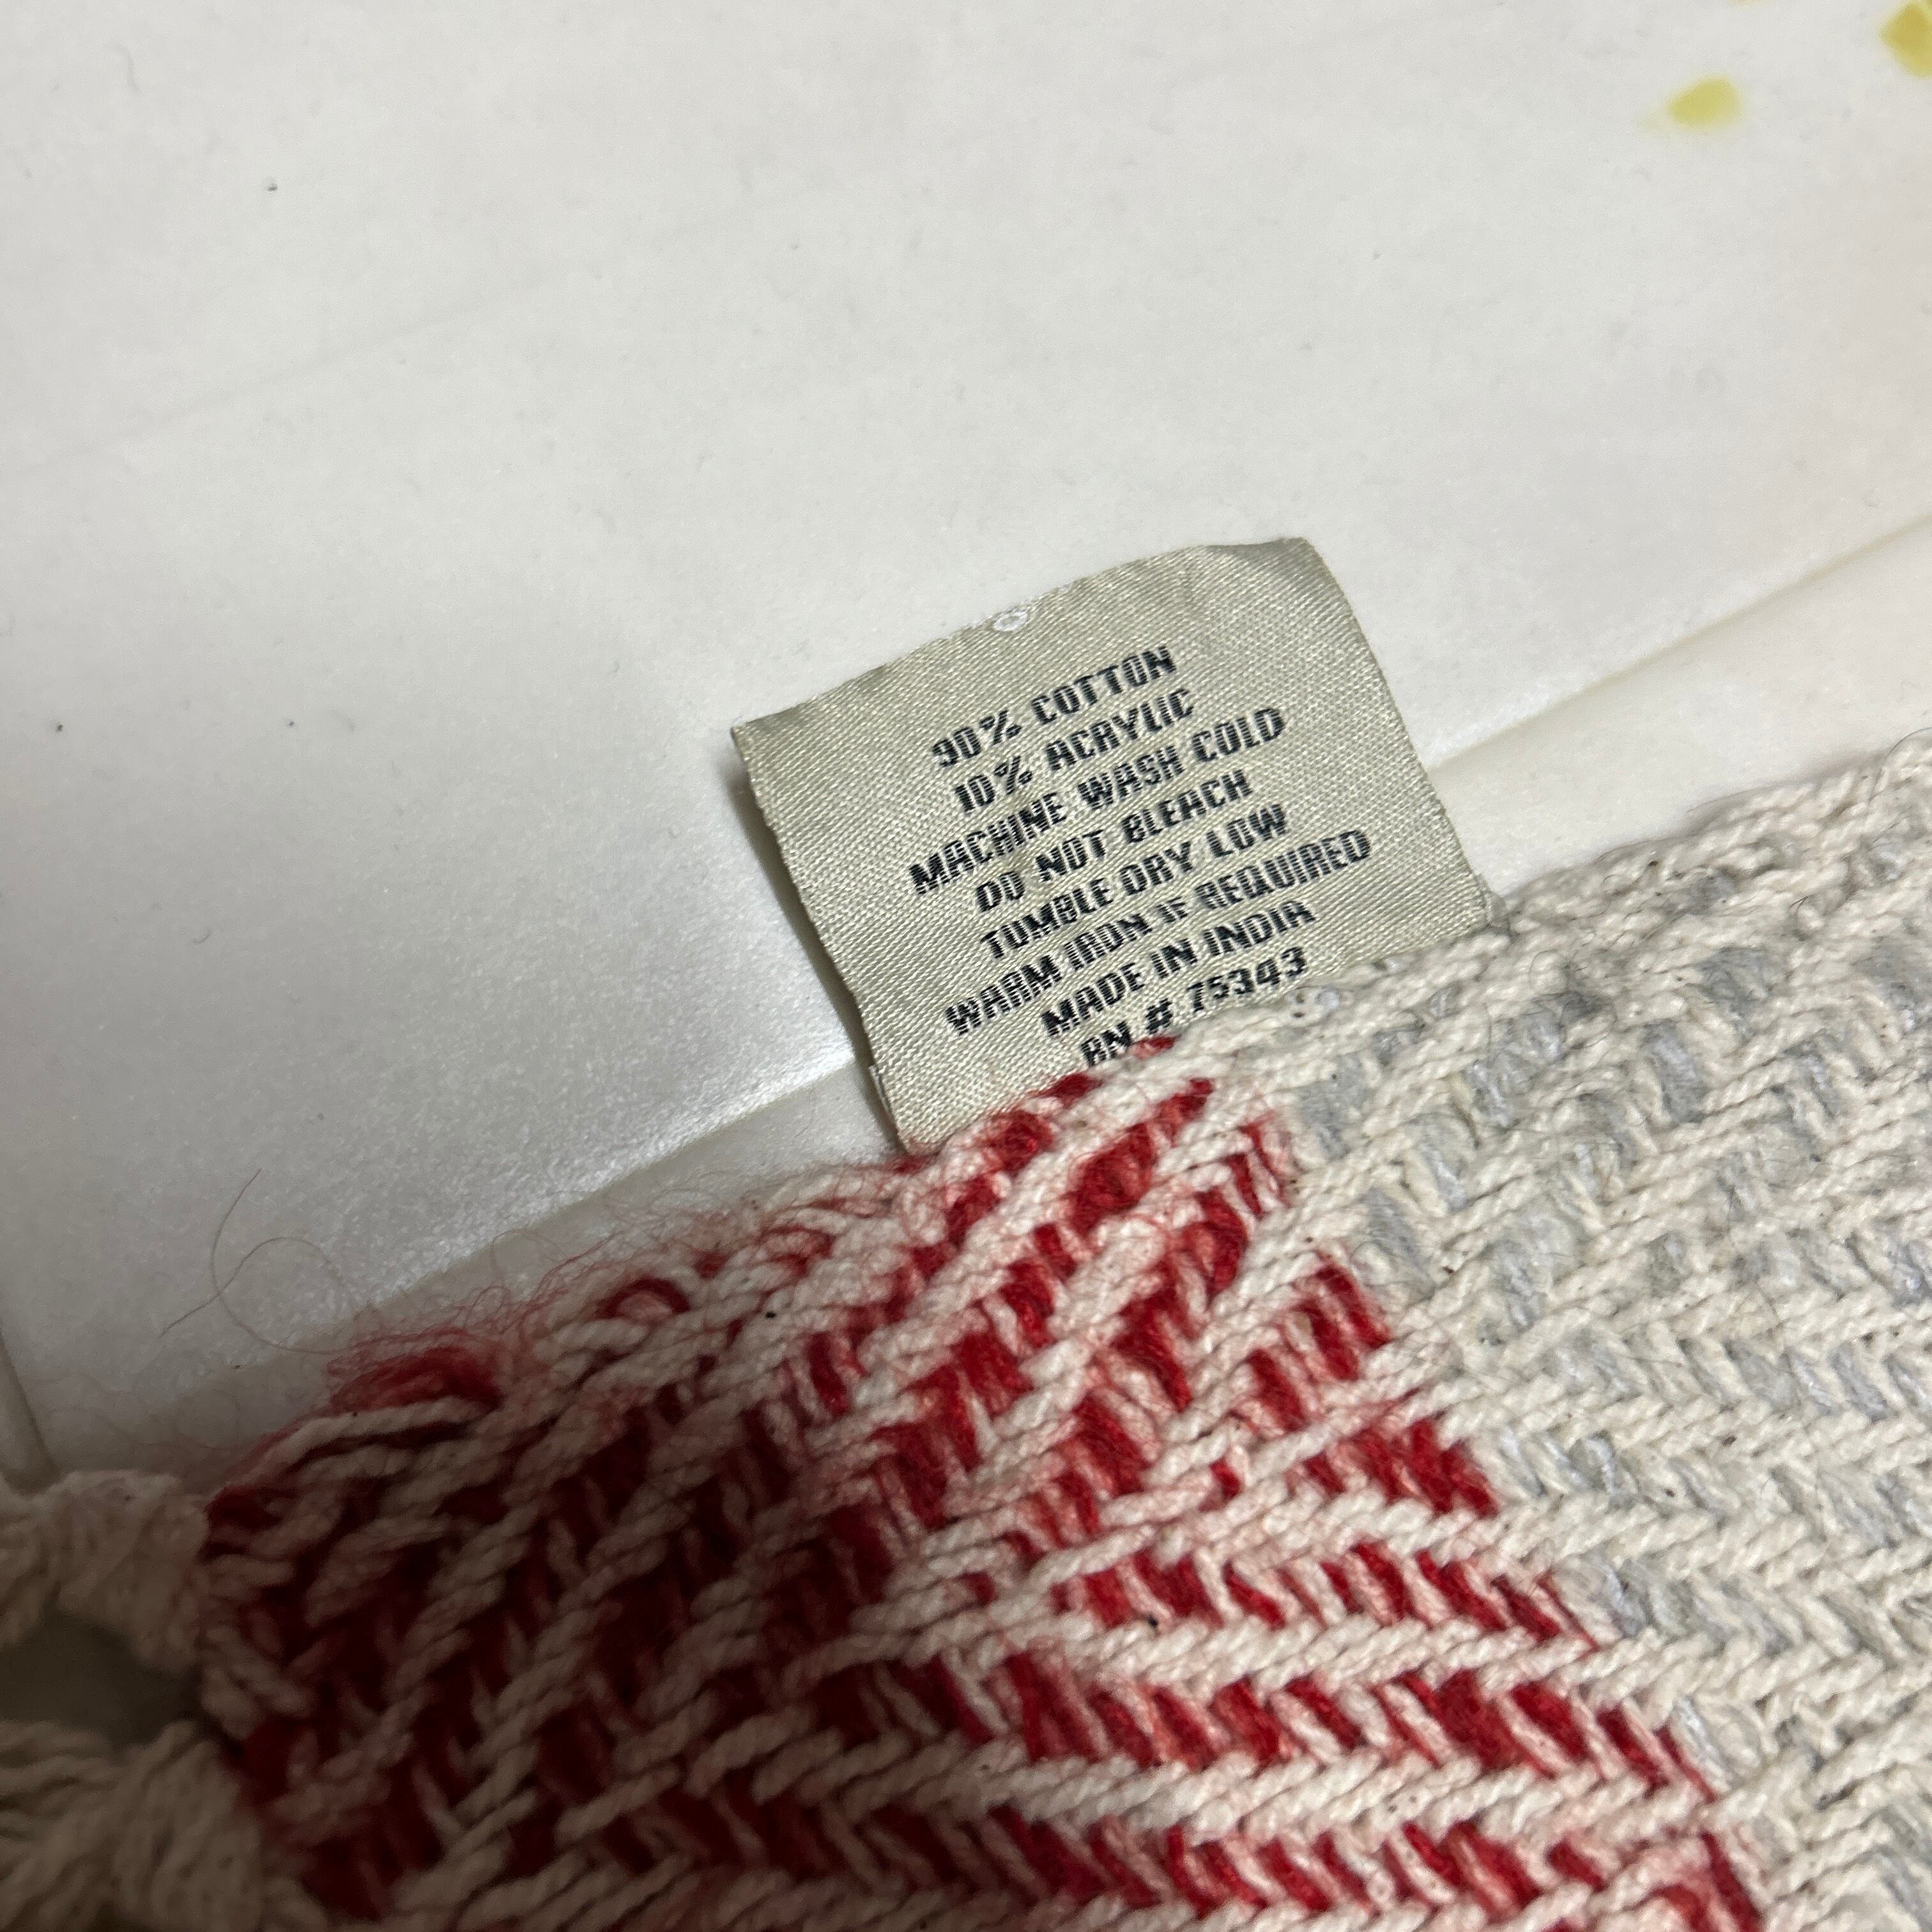 90% COTTON
10% ACRYLIC
MACHINE WASH COLD
DO NOT BLEACH
TUMBLE DRY LOW
WARM IRON IF REQUIRED
MADE IN INDIA
RN # 75343